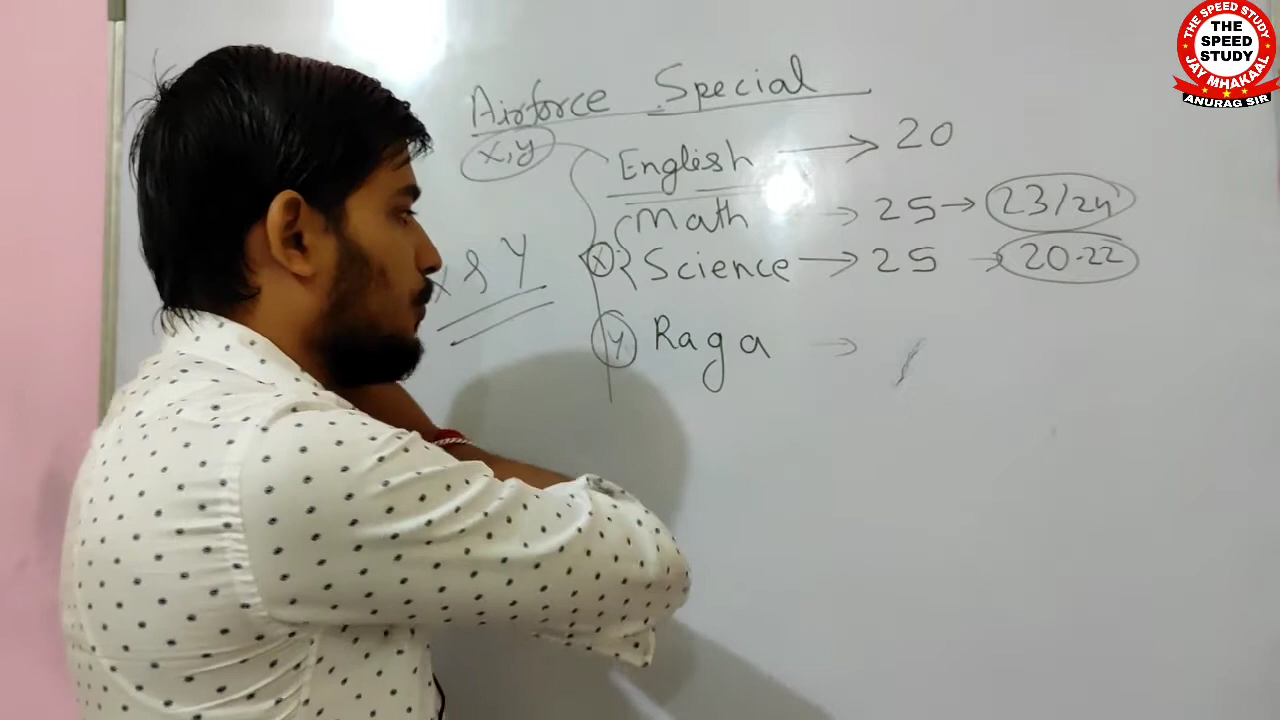 Airforce Special
x,y
English → 20
Math → 25 → 23/24
x Science → 25 → 20-22
x & y
y Raga →
THE SPEED STUDY
THE
SPEED
STUDY
JAY MHAKAAL
ANURAG SIR